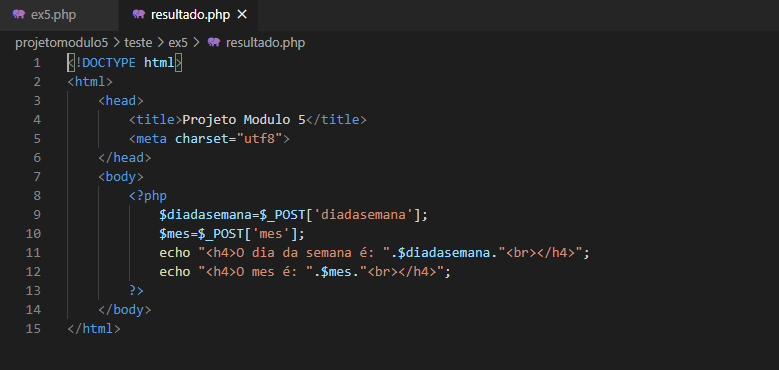 ex5.php resultado.php
projetomodulo5 > teste > ex5 > resultado.php
1 <!DOCTYPE html>
2 <html>
3 <head>
4 <title>Projeto Modulo 5</title>
5 <meta charset="utf8">
6 </head>
7 <body>
8 <?php
9 $diadasemana=$_POST['diadasemana'];
10 $mes=$_POST['mes'];
11 echo "<h4>O dia da semana é: ".$diadasemana."<br></h4>";
12 echo "<h4>O mes é: ".$mes."<br></h4>";
13 ?>
14 </body>
15 </html>